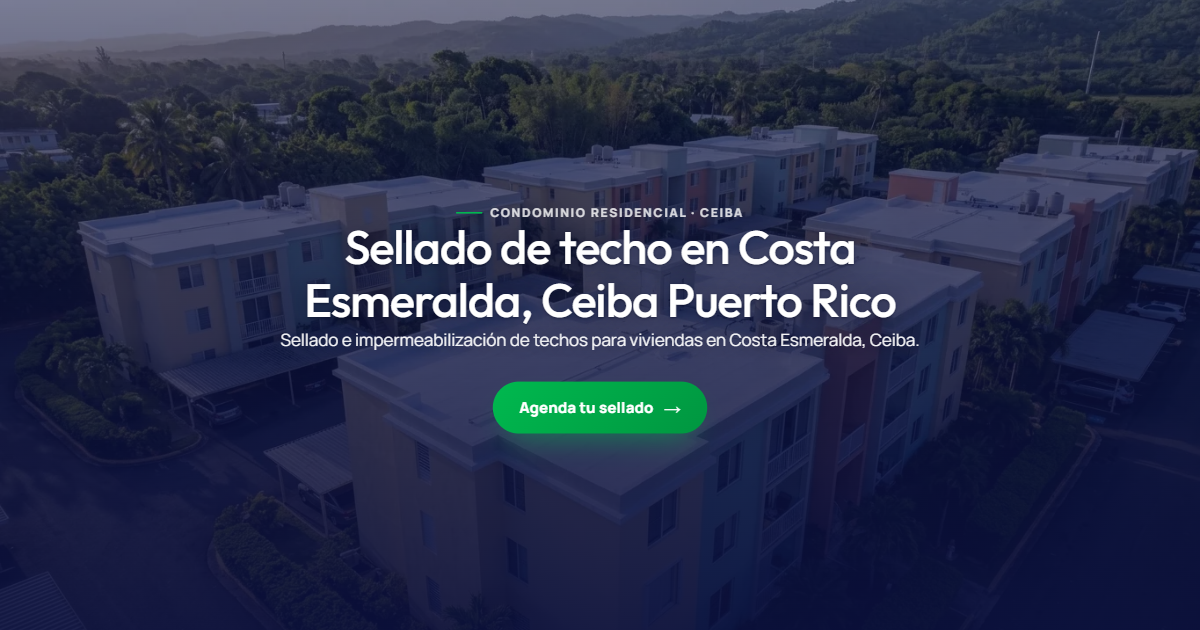 CONDOMINIO RESIDENCIAL · CEIBA
Sellado de techo en Costa
Esmeralda, Ceiba Puerto Rico
Sellado e impermeabilización de techos para viviendas en Costa Esmeralda, Ceiba.
Agenda tu sellado →